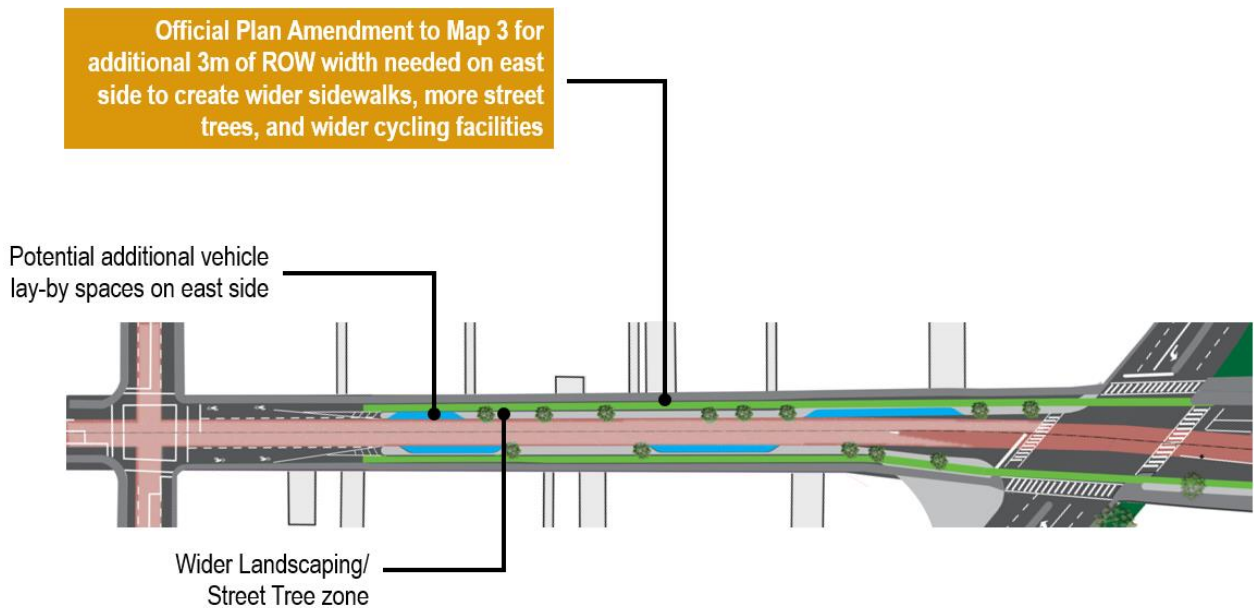 Official Plan Amendment to Map 3 for
additional 3m of ROW width needed on east
side to create wider sidewalks, more street
trees, and wider cycling facilities
Potential additional vehicle
lay-by spaces on east side
Wider Landscaping/
Street Tree zone